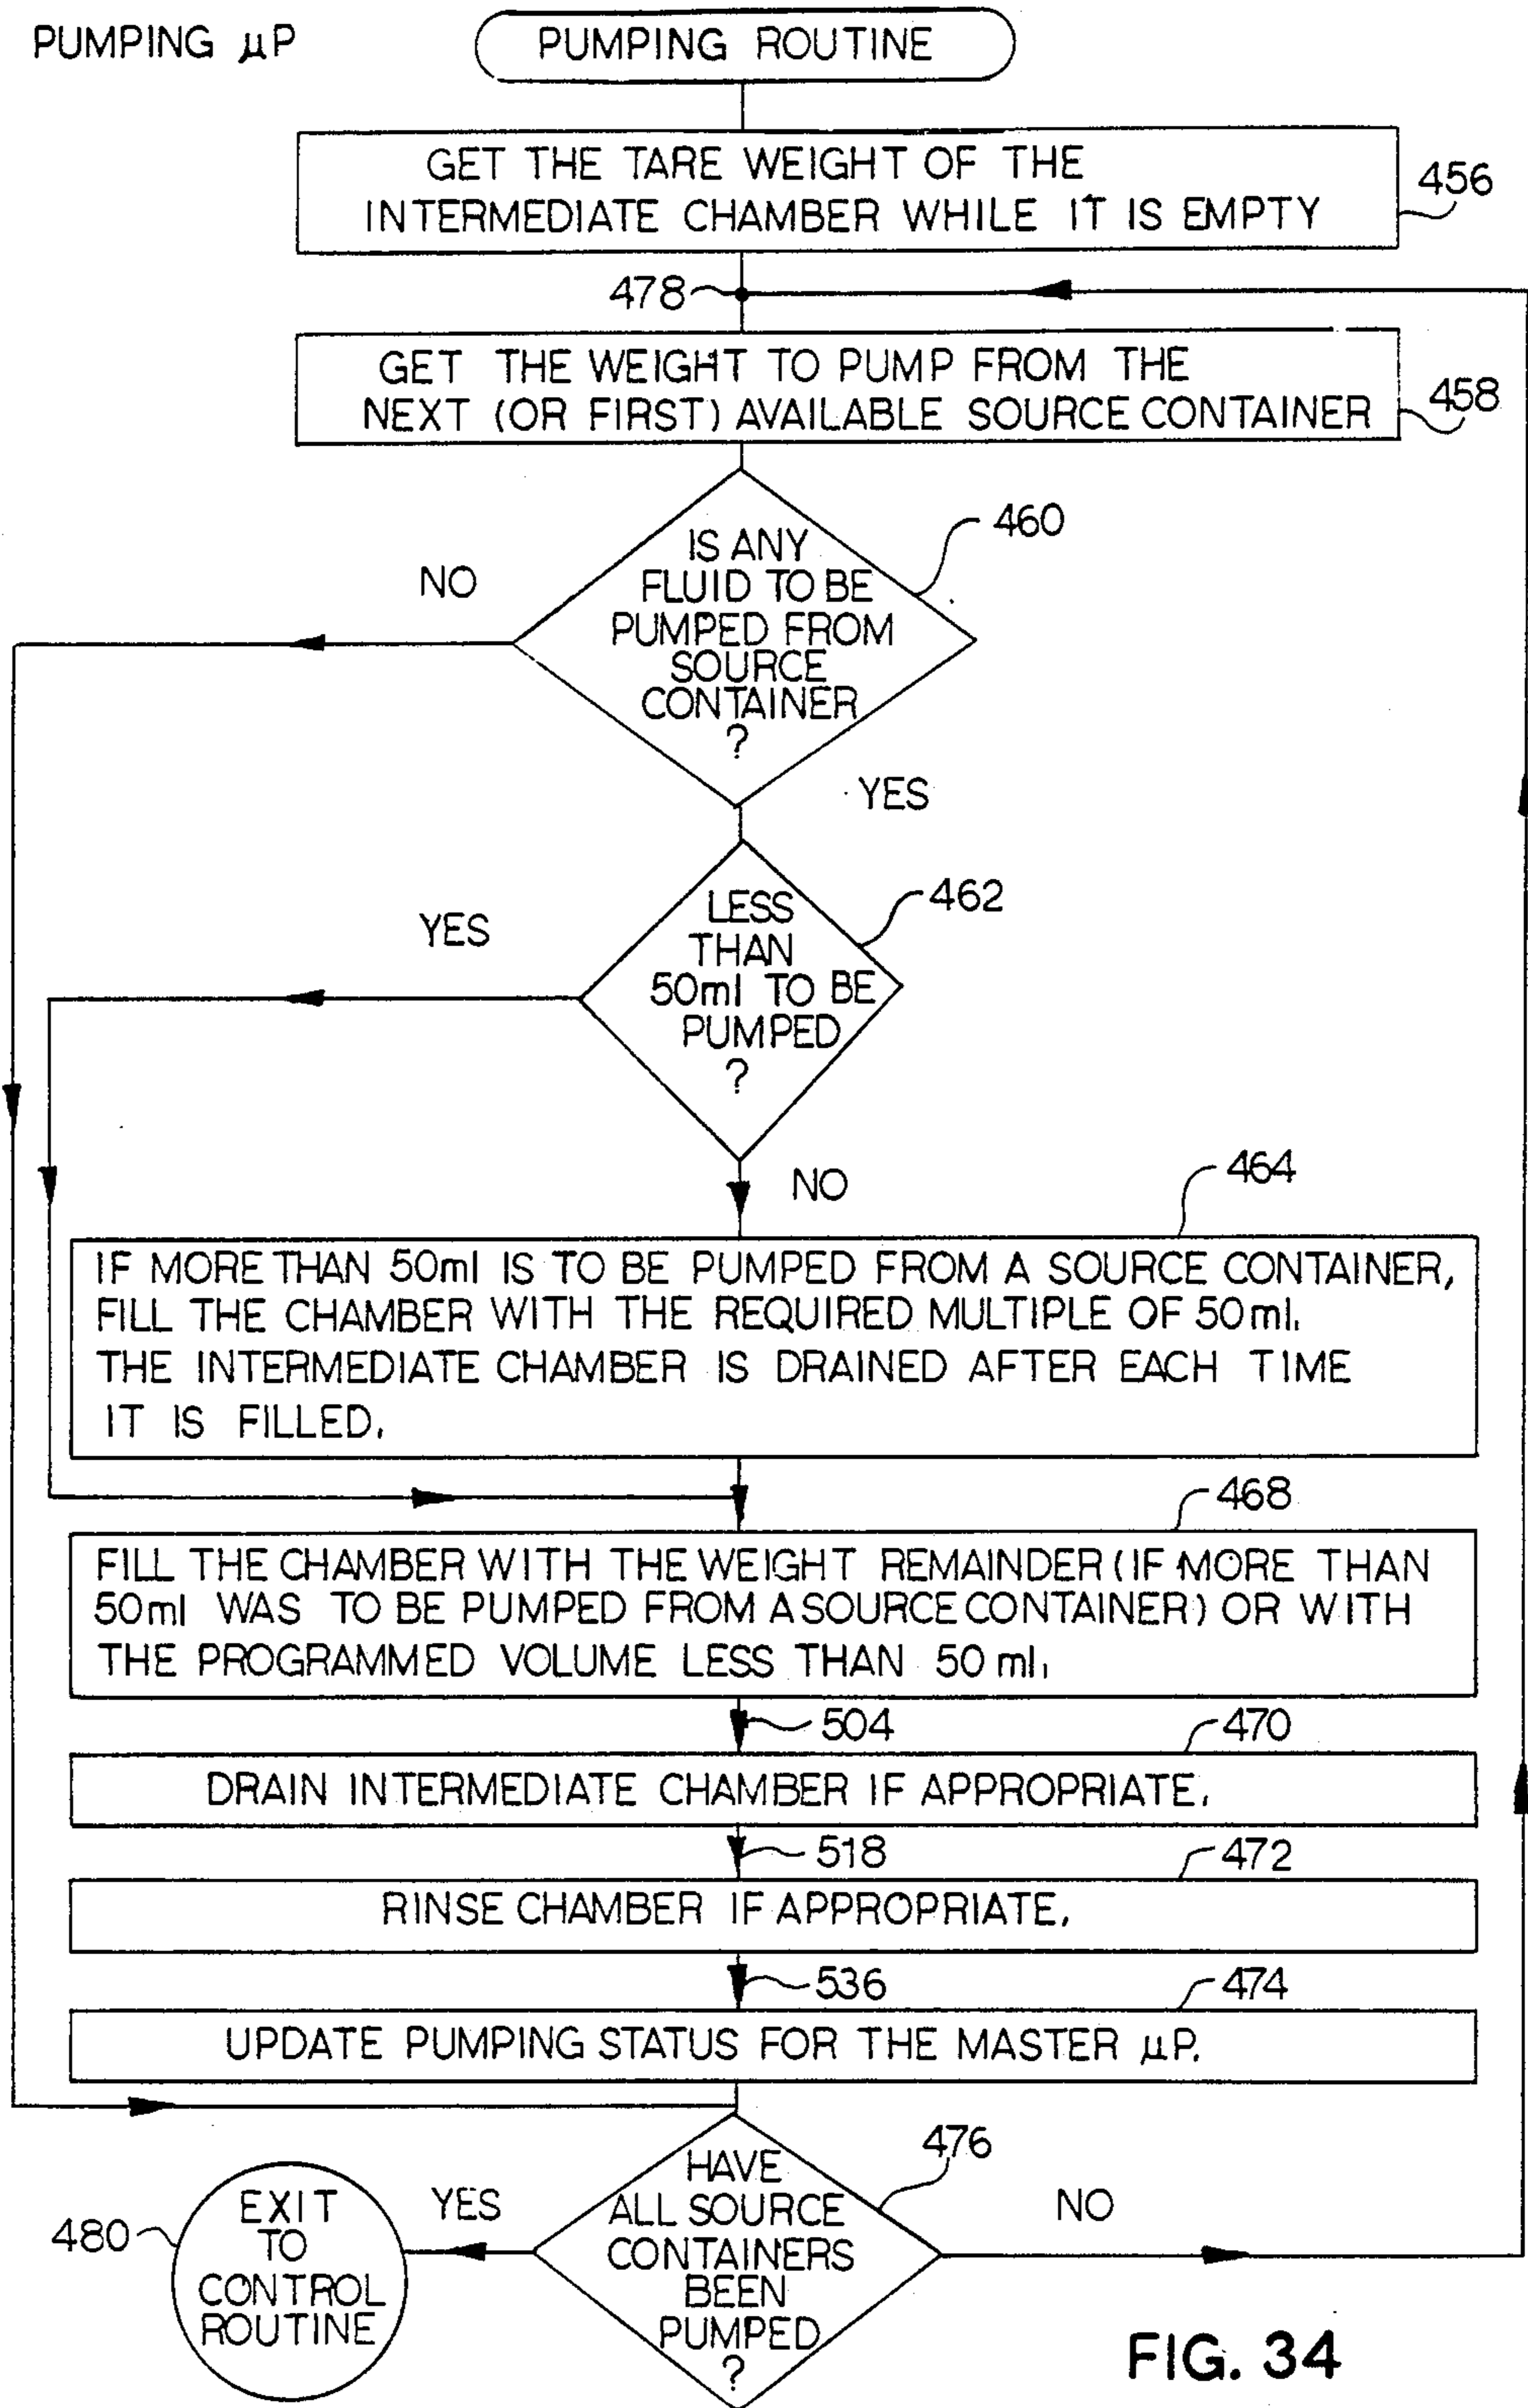 PUMPING µP
PUMPING ROUTINE
GET THE TARE WEIGHT OF THE
INTERMEDIATE CHAMBER WHILE IT IS EMPTY
456
478
GET THE WEIGHT TO PUMP FROM THE
NEXT (OR FIRST) AVAILABLE SOURCE CONTAINER
458
460
IS ANY
FLUID TO BE
PUMPED FROM
SOURCE
CONTAINER
?
NO
YES
462
LESS
THAN
50ml TO BE
PUMPED
?
YES
NO
464
IF MORE THAN 50ml IS TO BE PUMPED FROM A SOURCE CONTAINER,
FILL THE CHAMBER WITH THE REQUIRED MULTIPLE OF 50ml.
THE INTERMEDIATE CHAMBER IS DRAINED AFTER EACH TIME
IT IS FILLED.
468
FILL THE CHAMBER WITH THE WEIGHT REMAINDER (IF MORE THAN
50ml WAS TO BE PUMPED FROM A SOURCE CONTAINER) OR WITH
THE PROGRAMMED VOLUME LESS THAN 50 ml.
504
470
DRAIN INTERMEDIATE CHAMBER IF APPROPRIATE.
518
472
RINSE CHAMBER IF APPROPRIATE.
536
474
UPDATE PUMPING STATUS FOR THE MASTER µP.
476
HAVE
ALL SOURCE
CONTAINERS
BEEN
PUMPED
?
YES
NO
480
EXIT
TO
CONTROL
ROUTINE
FIG. 34